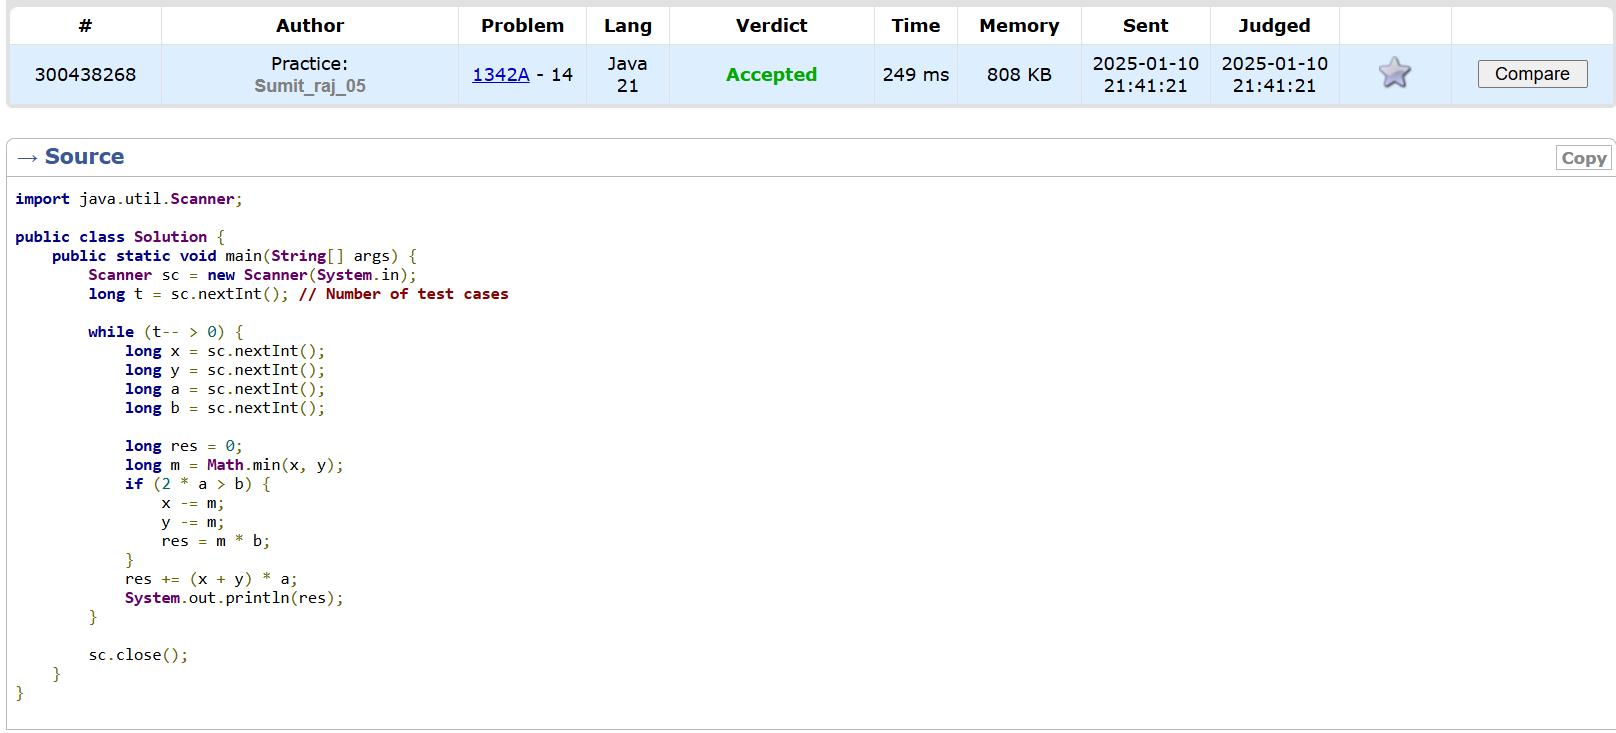 # Author Problem Lang Verdict Time Memory Sent Judged
300438268 Practice: Sumit_raj_05 1342A - 14 Java 21 Accepted 249 ms 808 KB 2025-01-10 21:41:21 2025-01-10 21:41:21 Compare
→ Source Copy
import java.util.Scanner;
public class Solution {
public static void main(String[] args) {
Scanner sc = new Scanner(System.in);
long t = sc.nextInt(); // Number of test cases
while (t-- > 0) {
long x = sc.nextInt();
long y = sc.nextInt();
long a = sc.nextInt();
long b = sc.nextInt();
long res = 0;
long m = Math.min(x, y);
if (2 * a > b) {
x -= m;
y -= m;
res = m * b;
}
res += (x + y) * a;
System.out.println(res);
}
sc.close();
}
}